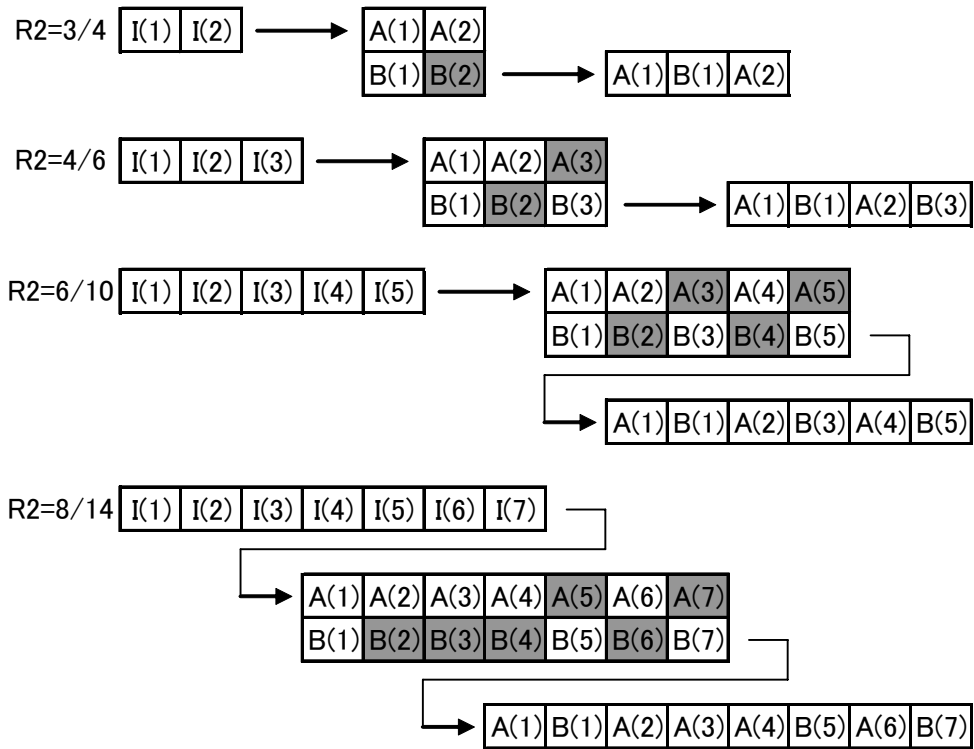 R2=3/4 I(1) I(2) A(1) A(2)
B(1) B(2) A(1) B(1) A(2)
R2=4/6 I(1) I(2) I(3) A(1) A(2) A(3)
B(1) B(2) B(3) A(1) B(1) A(2) B(3)
R2=6/10 I(1) I(2) I(3) I(4) I(5) A(1) A(2) A(3) A(4) A(5)
B(1) B(2) B(3) B(4) B(5)
A(1) B(1) A(2) B(3) A(4) B(5)
R2=8/14 I(1) I(2) I(3) I(4) I(5) I(6) I(7)
A(1) A(2) A(3) A(4) A(5) A(6) A(7)
B(1) B(2) B(3) B(4) B(5) B(6) B(7)
A(1) B(1) A(2) A(3) A(4) B(5) A(6) B(7)